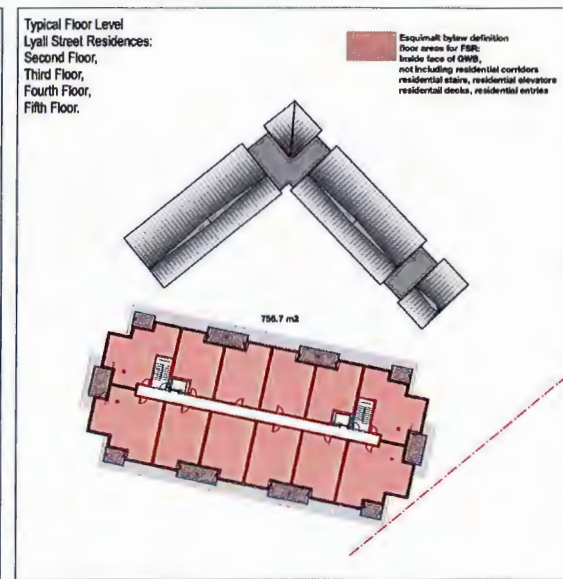 Typical Floor Level
Lyall Street Residences:
Second Floor,
Third Floor,
Fourth Floor,
Fifth Floor.
Esquimalt bylaw definition
floor areas for FSR:
Inside face of GWB,
not including residential corridors
residential stairs, residential elevators
residentail decks, residential entries
756.7 m2